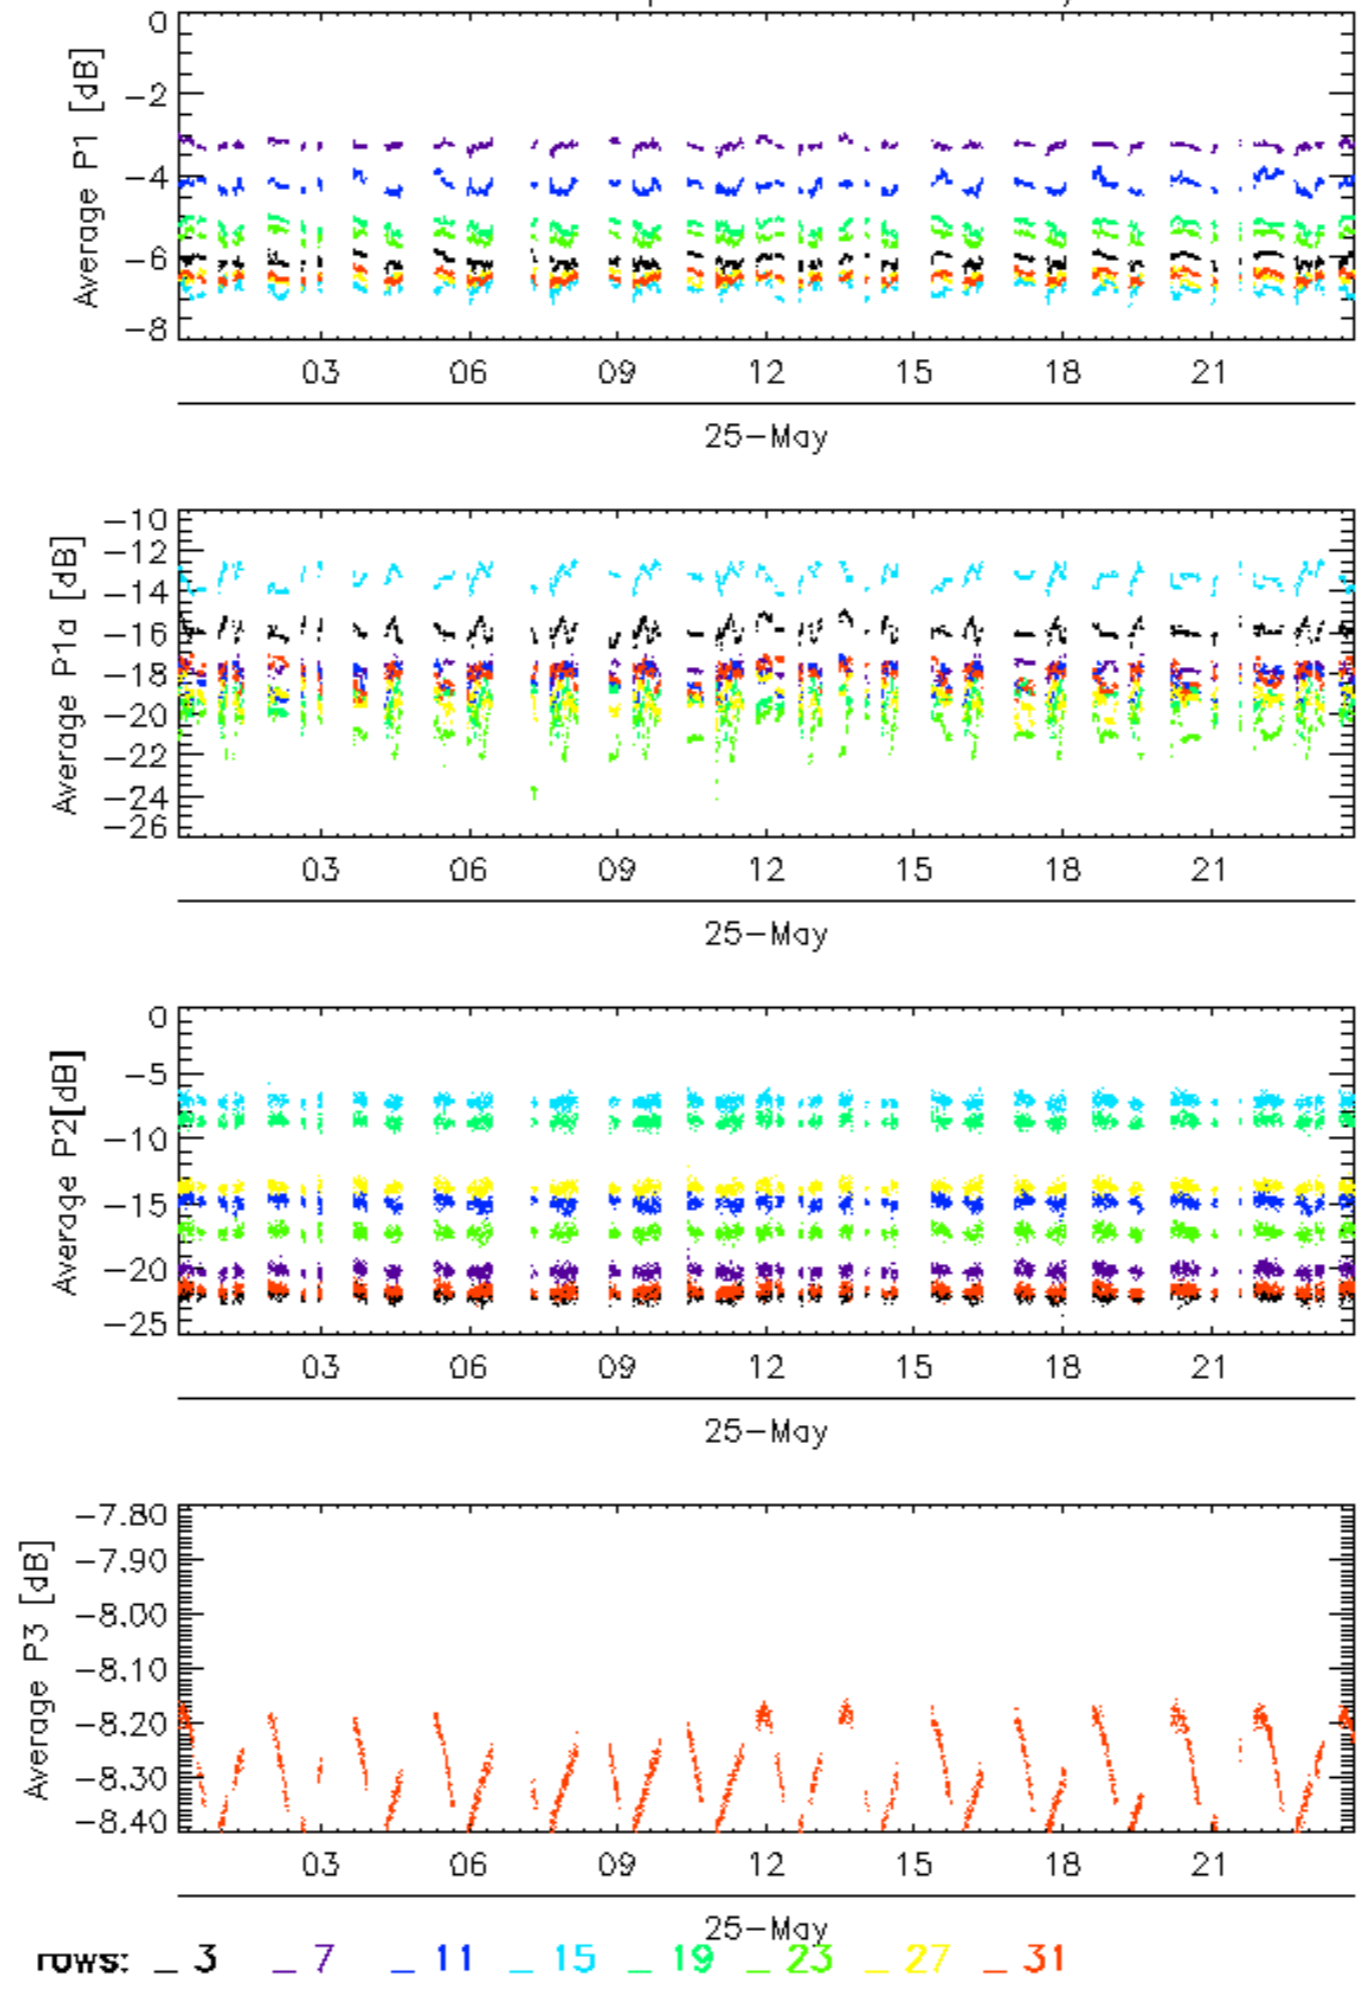 0
-2
-4
-6
-8
Average P1 [dB]
03 06 09 12 15 18 21
25-May
-10
-12
-14
-16
-18
-20
-22
-24
-26
Average P1a [dB]
03 06 09 12 15 18 21
25-May
0
-5
-10
-15
-20
-25
Average P2[dB]
03 06 09 12 15 18 21
25-May
-7.80
-7.90
-8.00
-8.10
-8.20
-8.30
-8.40
Average P3 [dB]
03 06 09 12 15 18 21
25-May
rows: _ 3 _ 7 _ 11 _ 15 _ 19 _ 23 _ 27 _ 31